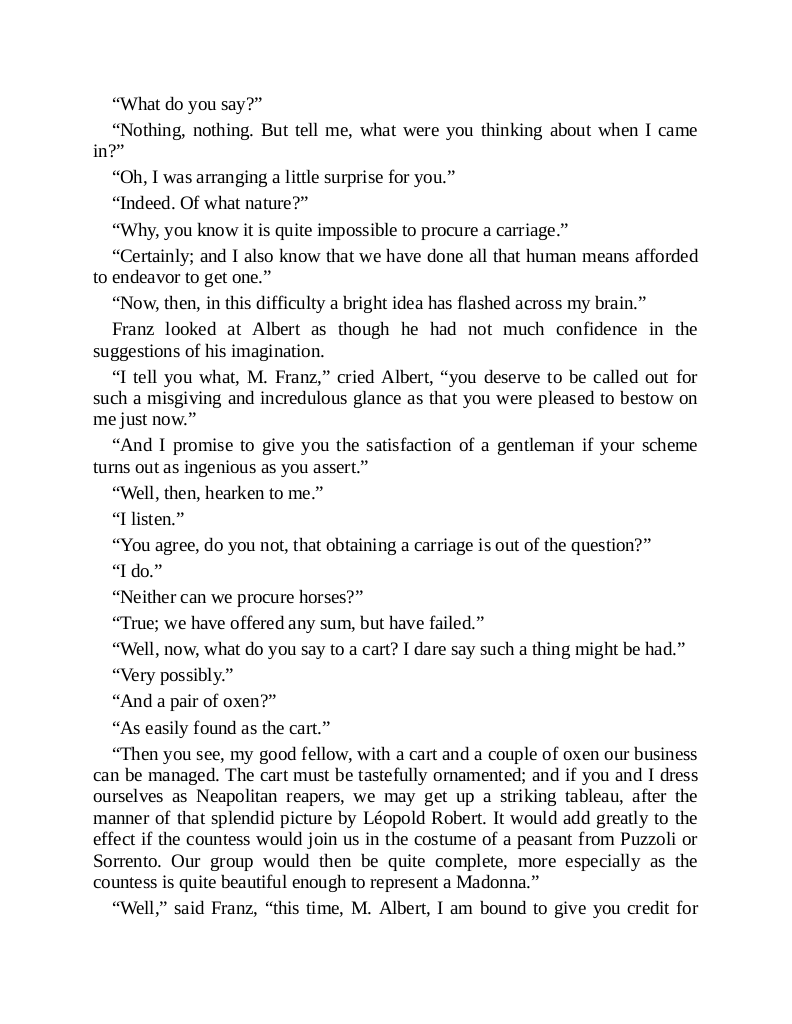 “What do you say?”
“Nothing, nothing. But tell me, what were you thinking about when I came
in?”
“Oh, I was arranging a little surprise for you.”
“Indeed. Of what nature?”
“Why, you know it is quite impossible to procure a carriage.”
“Certainly; and I also know that we have done all that human means afforded
to endeavor to get one.”
“Now, then, in this difficulty a bright idea has flashed across my brain.”
Franz looked at Albert as though he had not much confidence in the
suggestions of his imagination.
“I tell you what, M. Franz,” cried Albert, “you deserve to be called out for
such a misgiving and incredulous glance as that you were pleased to bestow on
me just now.”
“And I promise to give you the satisfaction of a gentleman if your scheme
turns out as ingenious as you assert.”
“Well, then, hearken to me.”
“I listen.”
“You agree, do you not, that obtaining a carriage is out of the question?”
“I do.”
“Neither can we procure horses?”
“True; we have offered any sum, but have failed.”
“Well, now, what do you say to a cart? I dare say such a thing might be had.”
“Very possibly.”
“And a pair of oxen?”
“As easily found as the cart.”
“Then you see, my good fellow, with a cart and a couple of oxen our business
can be managed. The cart must be tastefully ornamented; and if you and I dress
ourselves as Neapolitan reapers, we may get up a striking tableau, after the
manner of that splendid picture by Léopold Robert. It would add greatly to the
effect if the countess would join us in the costume of a peasant from Puzzoli or
Sorrento. Our group would then be quite complete, more especially as the
countess is quite beautiful enough to represent a Madonna.”
“Well,” said Franz, “this time, M. Albert, I am bound to give you credit for